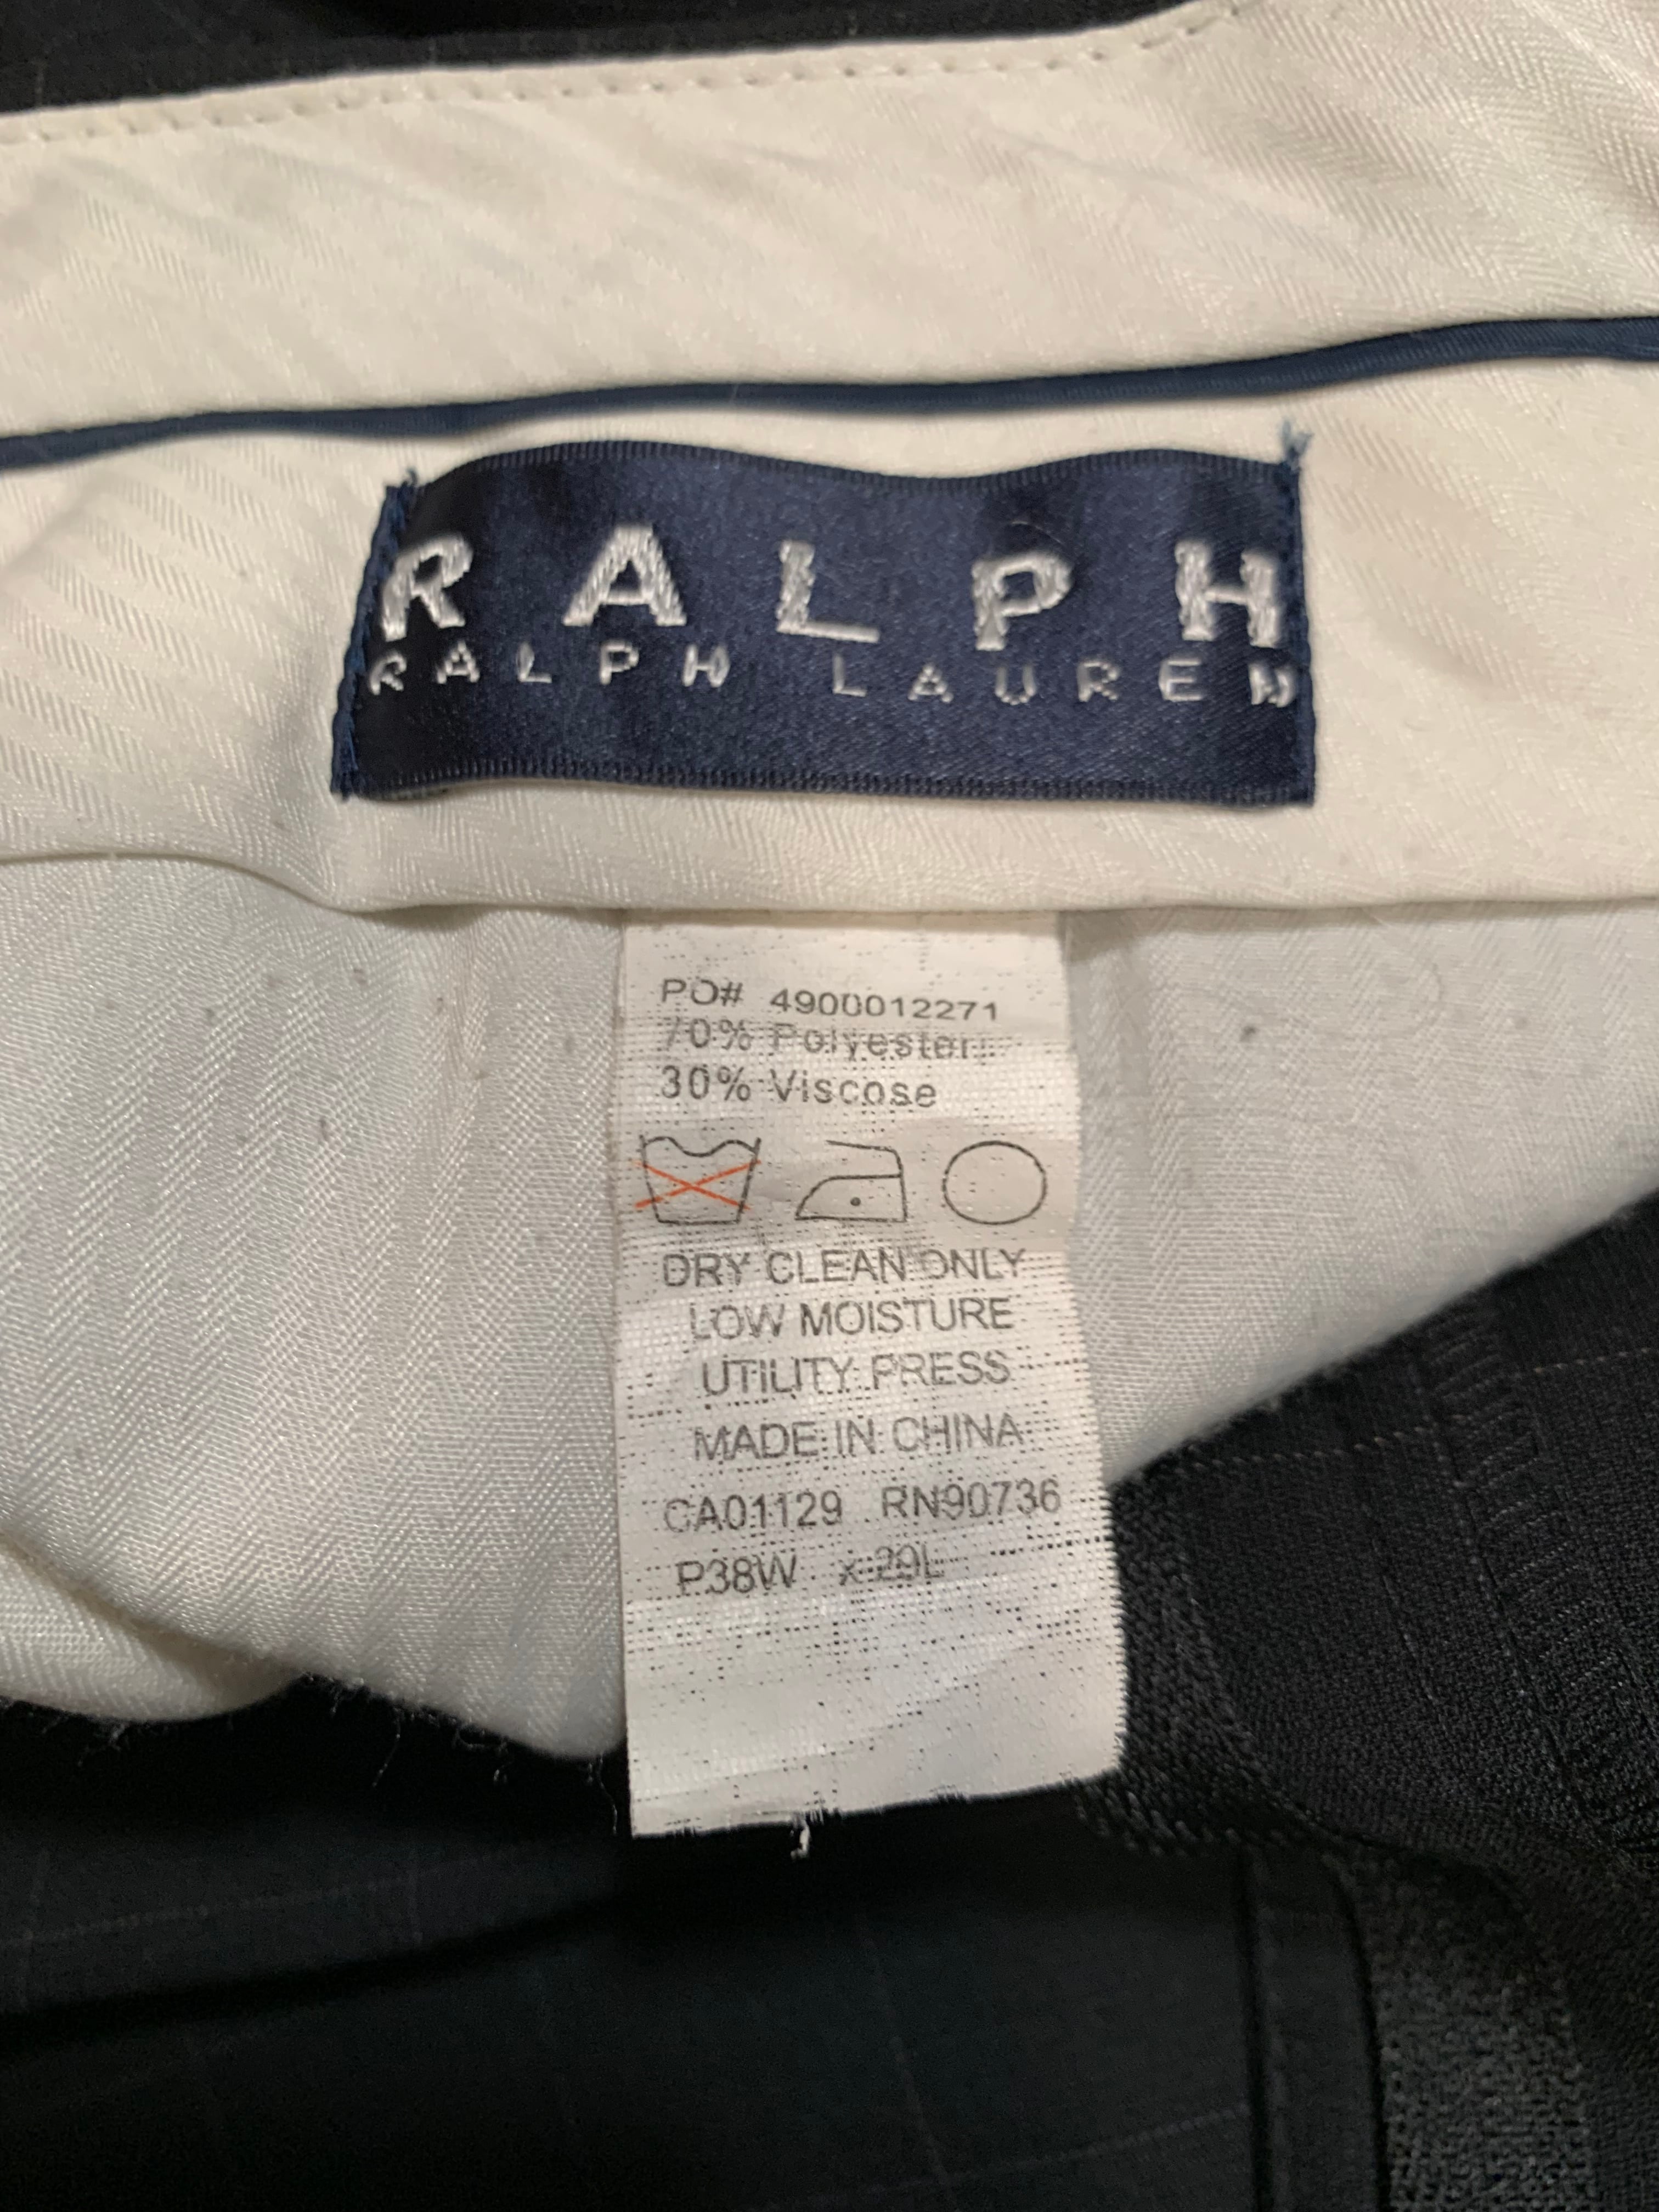 RALPH
RALPH LAUREN
PO# 4900012271
70% Polyester
30% Viscose
DRY CLEAN ONLY
LOW MOISTURE
UTILITY PRESS
MADE IN CHINA
CA01129 RN90736
P38W x 29L